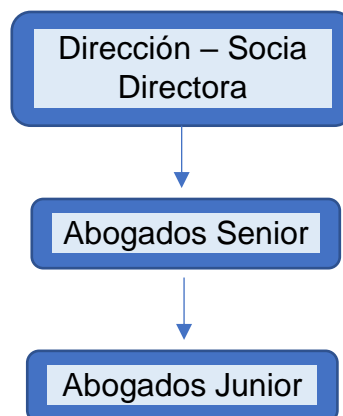 Dirección – Socia
Directora
Abogados Senior
Abogados Junior